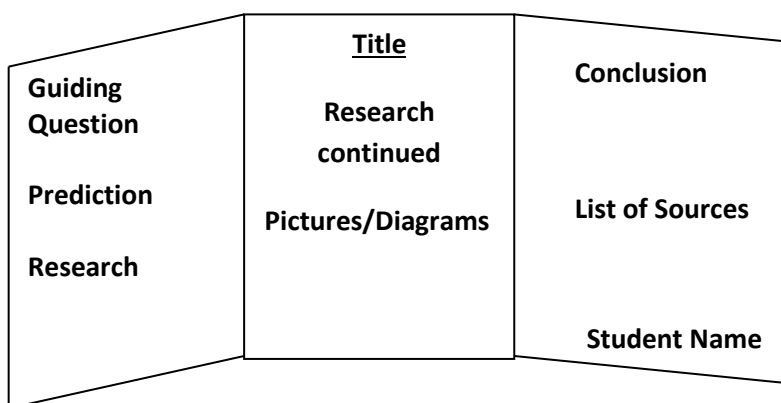 Guiding
Question
Prediction
Research
Title
Research
continued
Pictures/Diagrams
Conclusion
List of Sources
Student Name